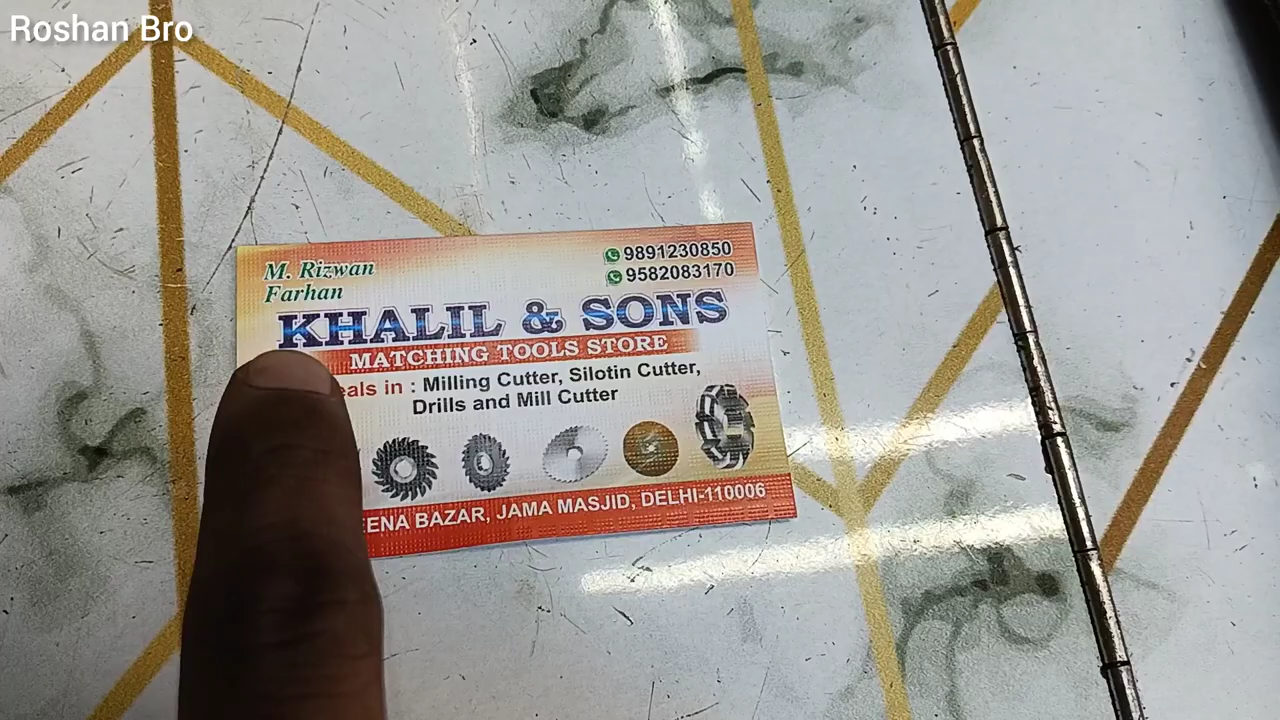 Roshan Bro
M. Rizwan
Farhan
9891230850
9582083170
KHALIL & SONS
MATCHING TOOLS STORE
: Milling Cutter, Silotin Cutter,
Drills and Mill Cutter
BAZAR, JAMA MASJID, DELHI-110006